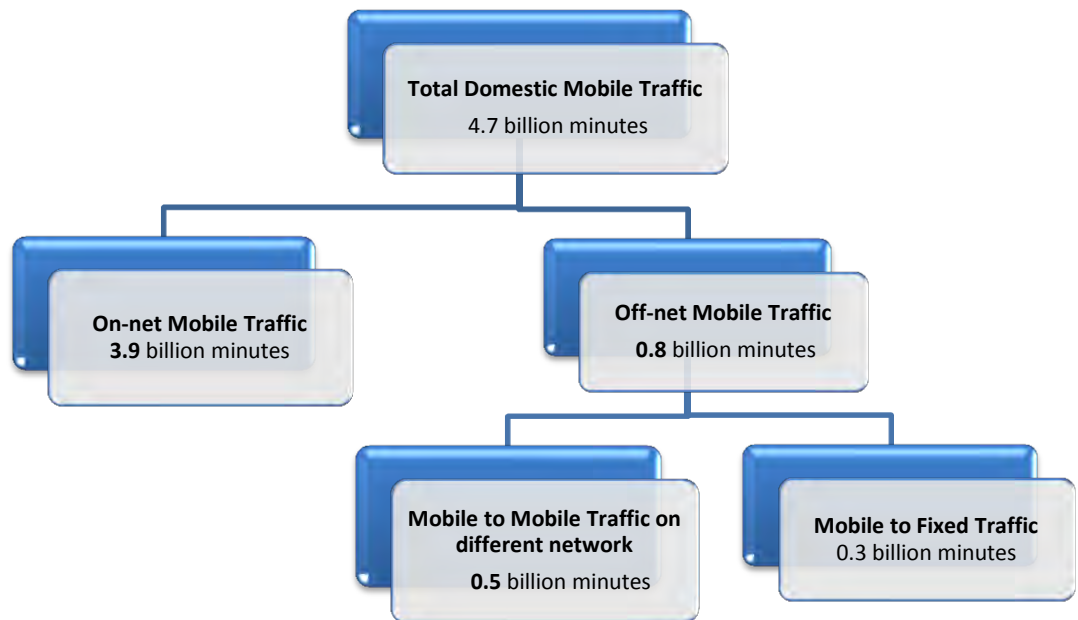 Total Domestic Mobile Traffic
4.7 billion minutes
On-net Mobile Traffic
3.9 billion minutes
Off-net Mobile Traffic
0.8 billion minutes
Mobile to Mobile Traffic on
different network
0.5 billion minutes
Mobile to Fixed Traffic
0.3 billion minutes